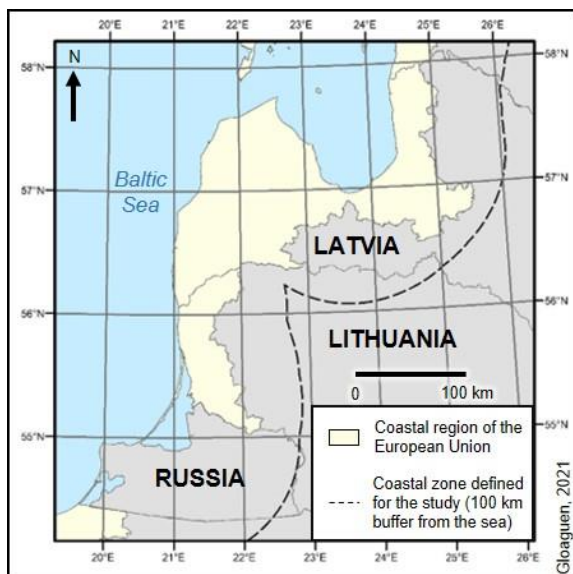 20°E 21°E 22°E 23°E 24°E 25°E 26°E
58°N 58°N
N
57°N 57°N
Baltic
Sea
LATVIA
56°N 56°N
LITHUANIA
0 100 km
55°N 55°N
RUSSIA
Coastal region of the
European Union
Coastal zone defined
for the study (100 km
buffer from the sea)
20°E 21°E 22°E 23°E 24°E 25°E 26°E
Gloaguen, 2021